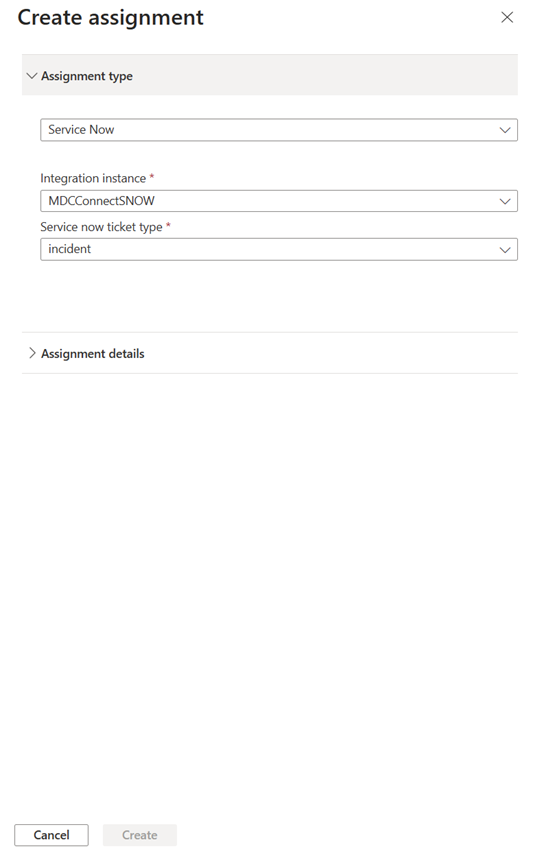 Create assignment
Assignment type
Service Now
Integration instance *
MDCConnectSNOW
Service now ticket type *
incident
Assignment details
Cancel
Create